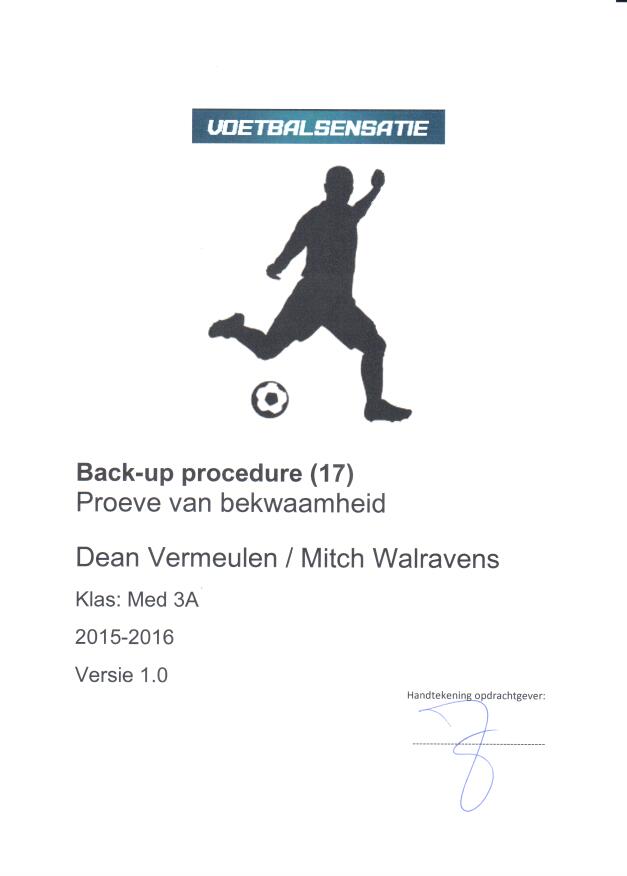 VOETBALSENSATIE
Back-up procedure (17)
Proeve van bekwaamheid
Dean Vermeulen / Mitch Walravens
Klas: Med 3A
2015-2016
Versie 1.0
Handtekening opdrachtgever: